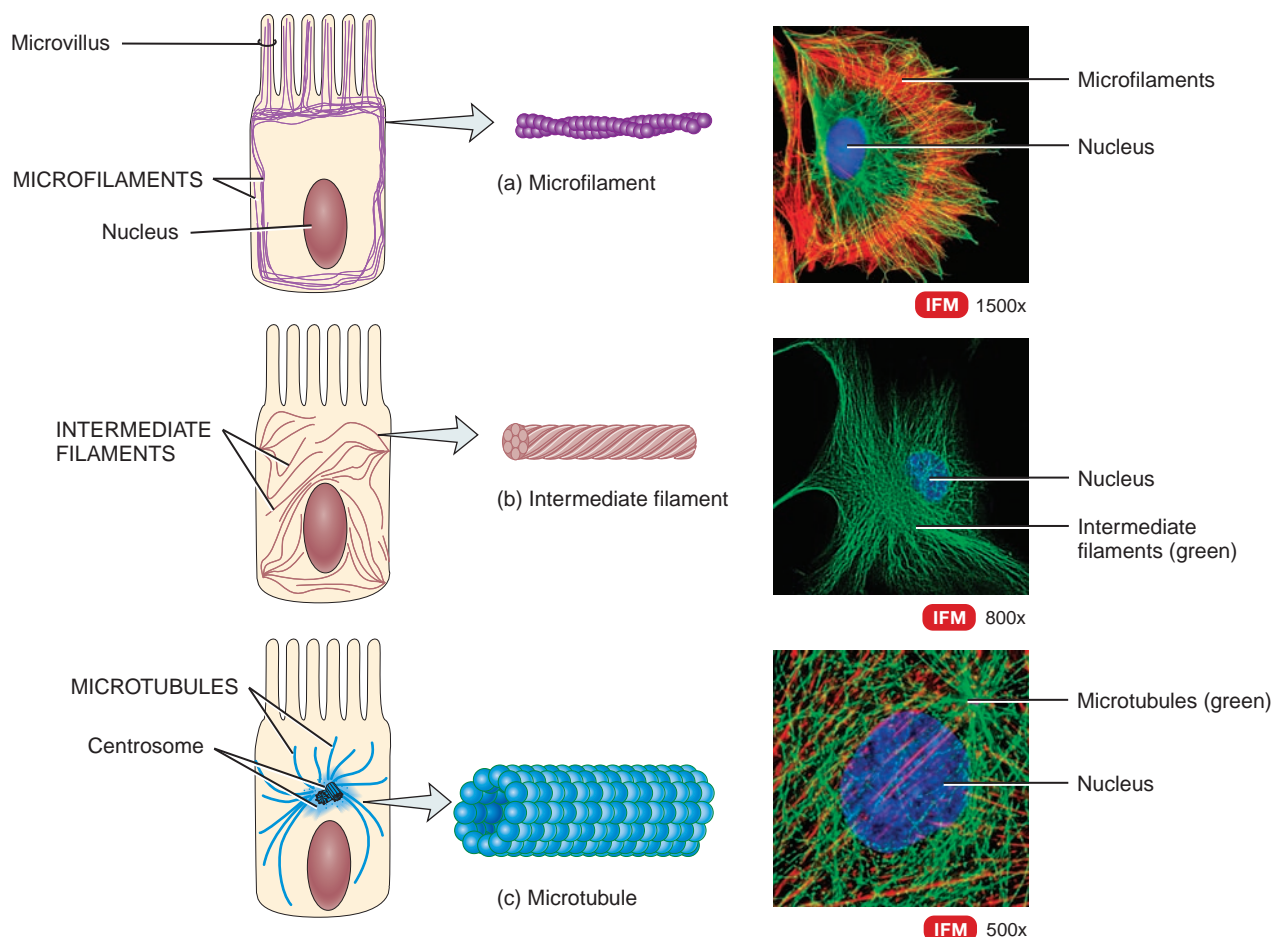 Microvillus
MICROFILAMENTS
Nucleus
(a) Microfilament
Microfilaments
Nucleus
IFM 1500x
INTERMEDIATE
FILAMENTS
(b) Intermediate filament
Nucleus
Intermediate
filaments (green)
IFM 800x
MICROTUBULES
Centrosome
(c) Microtubule
Microtubules (green)
Nucleus
IFM 500x